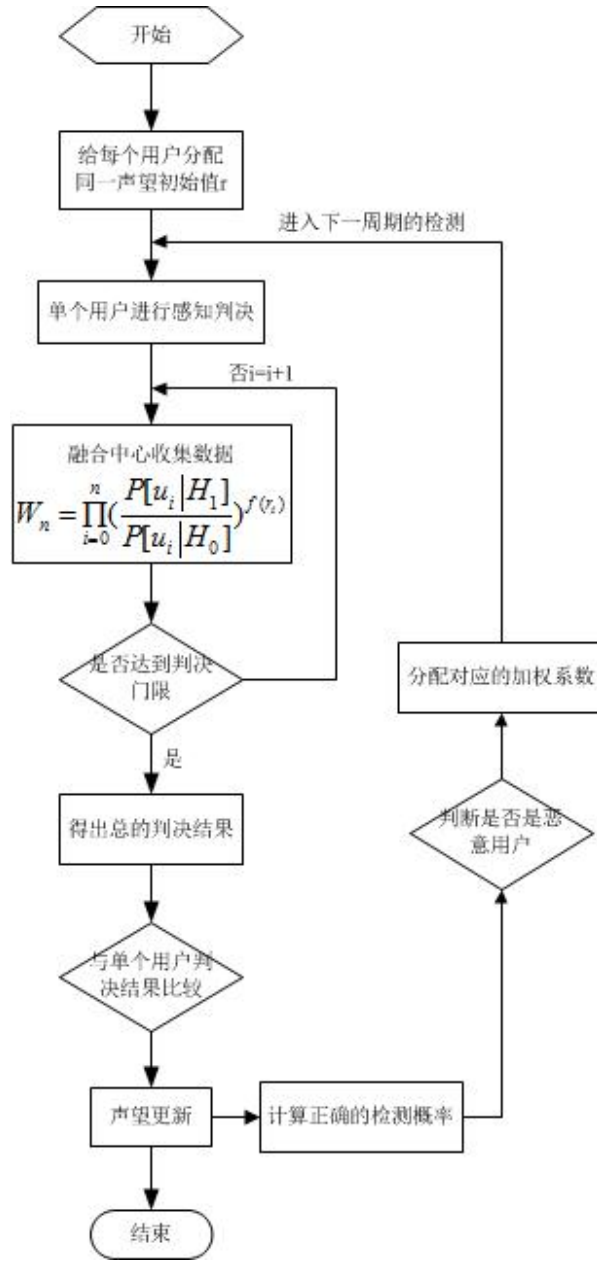 开始
给每个用户分配
同一声望初始值r
进入下一周期的检测
单个用户进行感知判决
否i=i+1
融合中心收集数据
W_n = ∏_{i=0}^{n} (P[u_i|H_1] / P[u_i|H_0])^{f(r_i)}
是否达到判决
门限
分配对应的加权系数
是
得出总的判决结果
判断是否是恶
意用户
与单个用户判
决结果比较
声望更新
计算正确的检测概率
结束